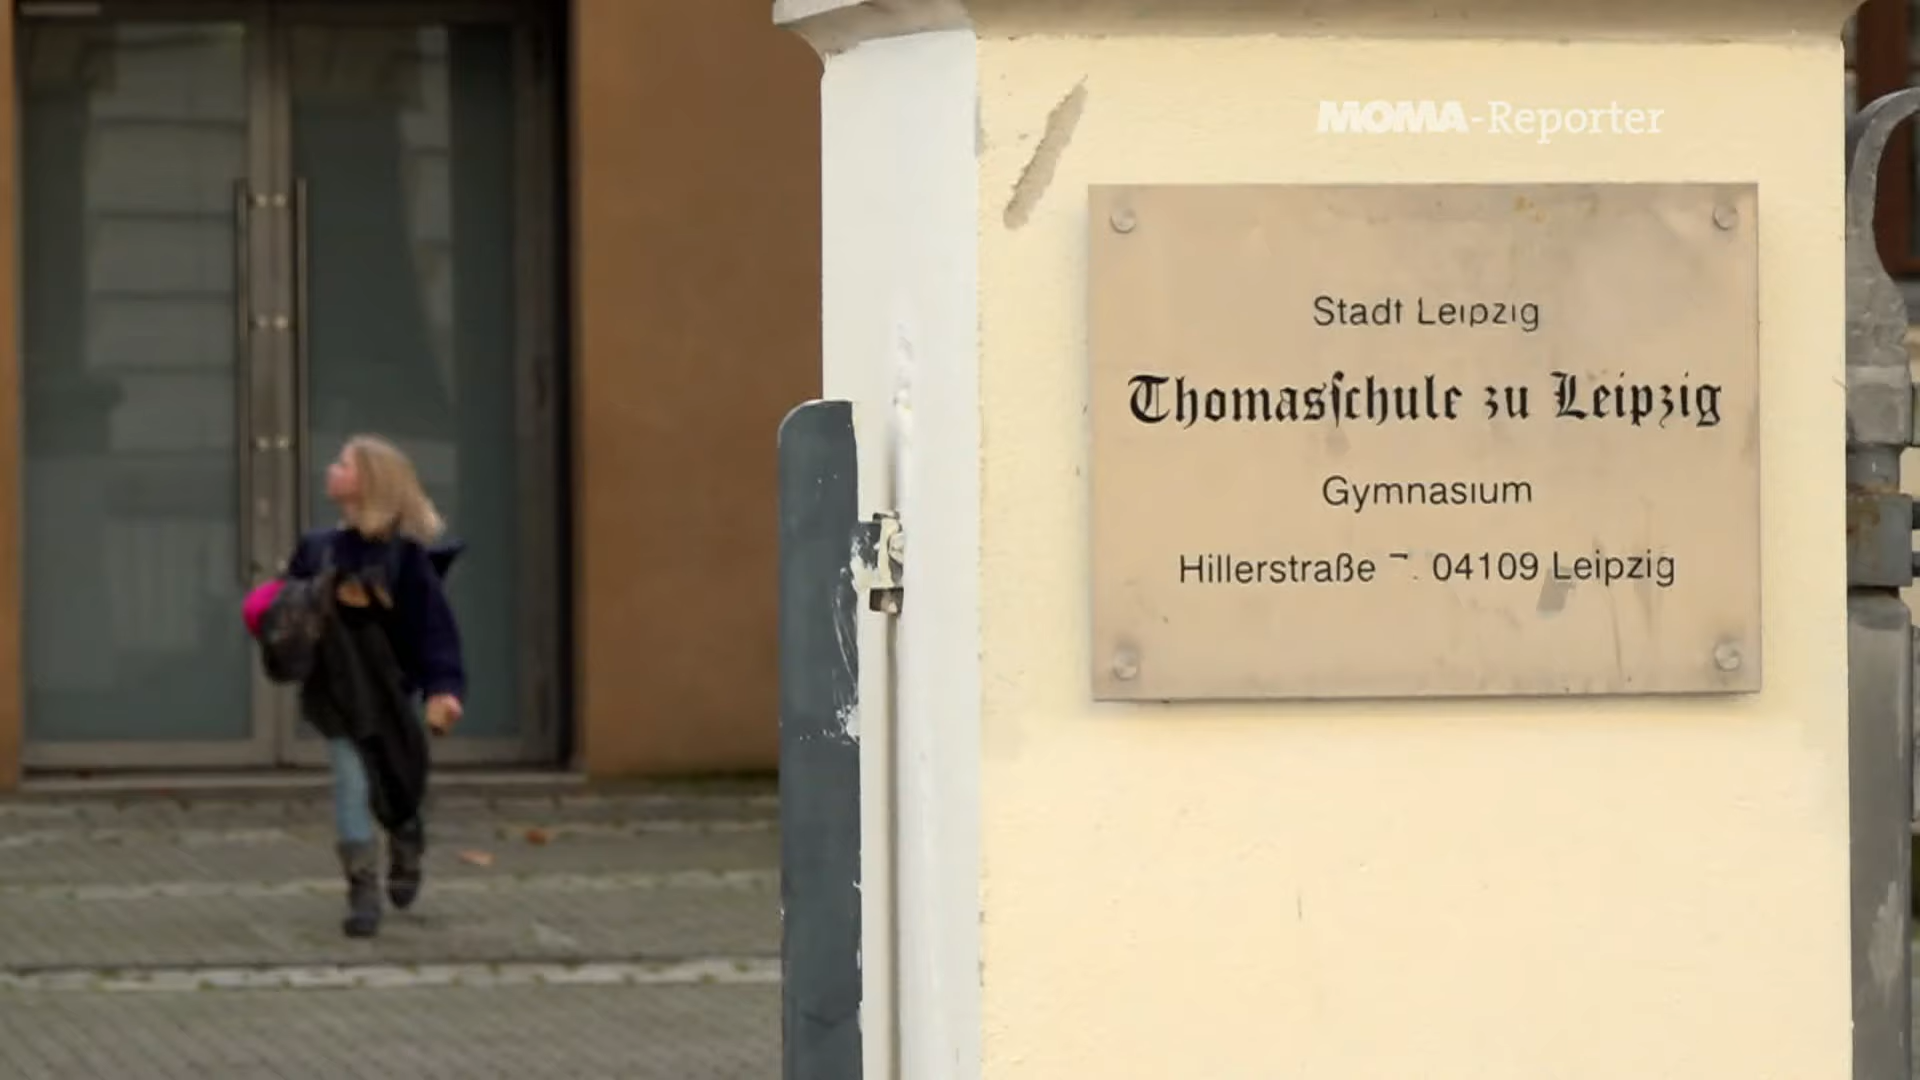 MOMA-Reporter
Stadt Leipzig
Thomasſchule zu Leipzig
Gymnasium
Hillerstraße 04109 Leipzig